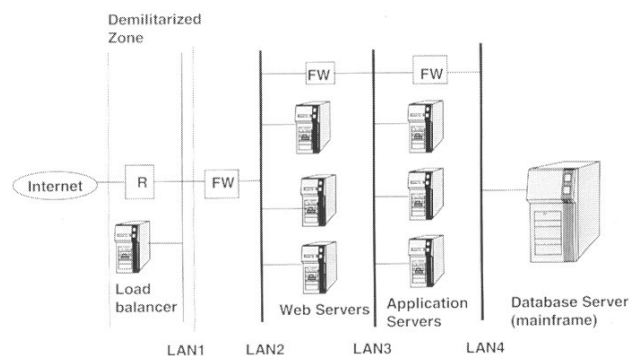 Demilitarized
Zone
FW
FW
Internet
R
FW
Load
balancer
Web Servers
Application
Servers
Database Server
(mainframe)
LAN1
LAN2
LAN3
LAN4